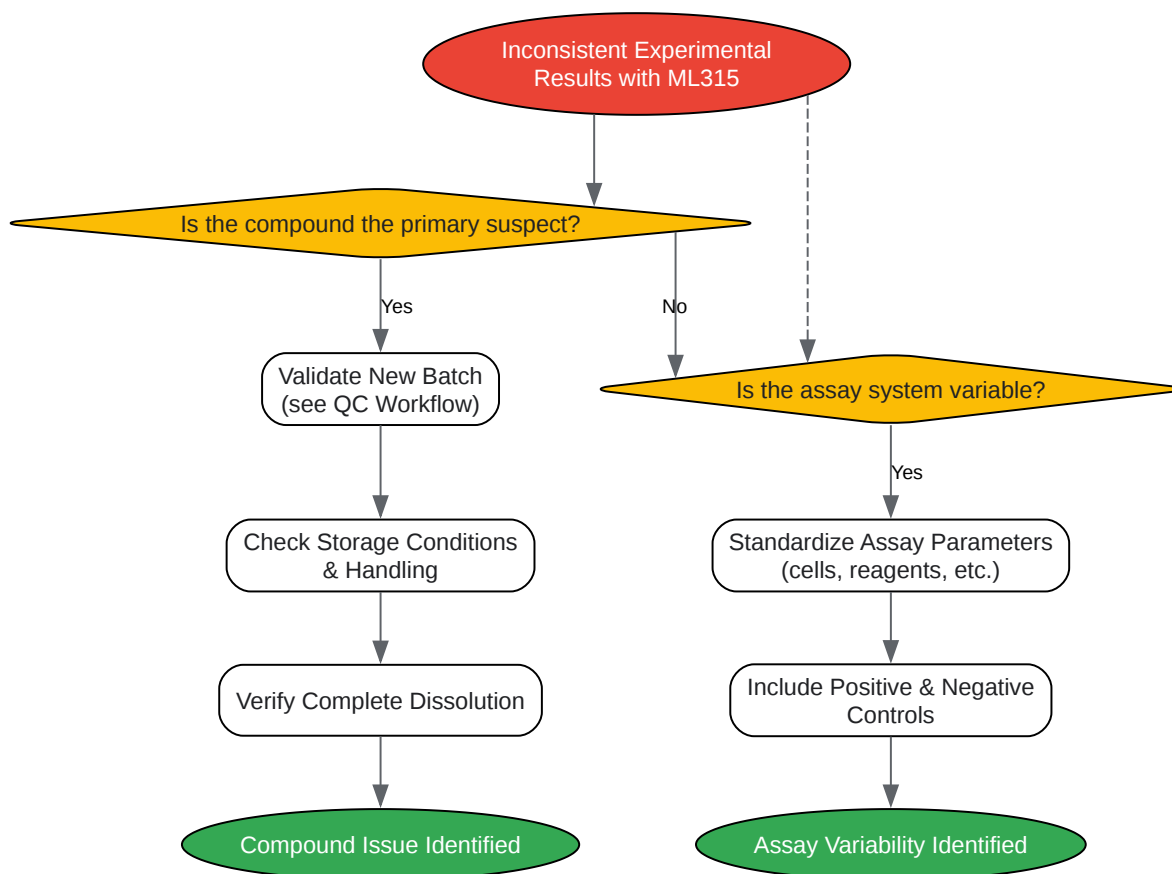 Inconsistent Experimental
Results with ML315
Is the compound the primary suspect?
Yes
No
Validate New Batch
(see QC Workflow)
Is the assay system variable?
Yes
Check Storage Conditions
& Handling
Standardize Assay Parameters
(cells, reagents, etc.)
Verify Complete Dissolution
Include Positive & Negative
Controls
Compound Issue Identified
Assay Variability Identified